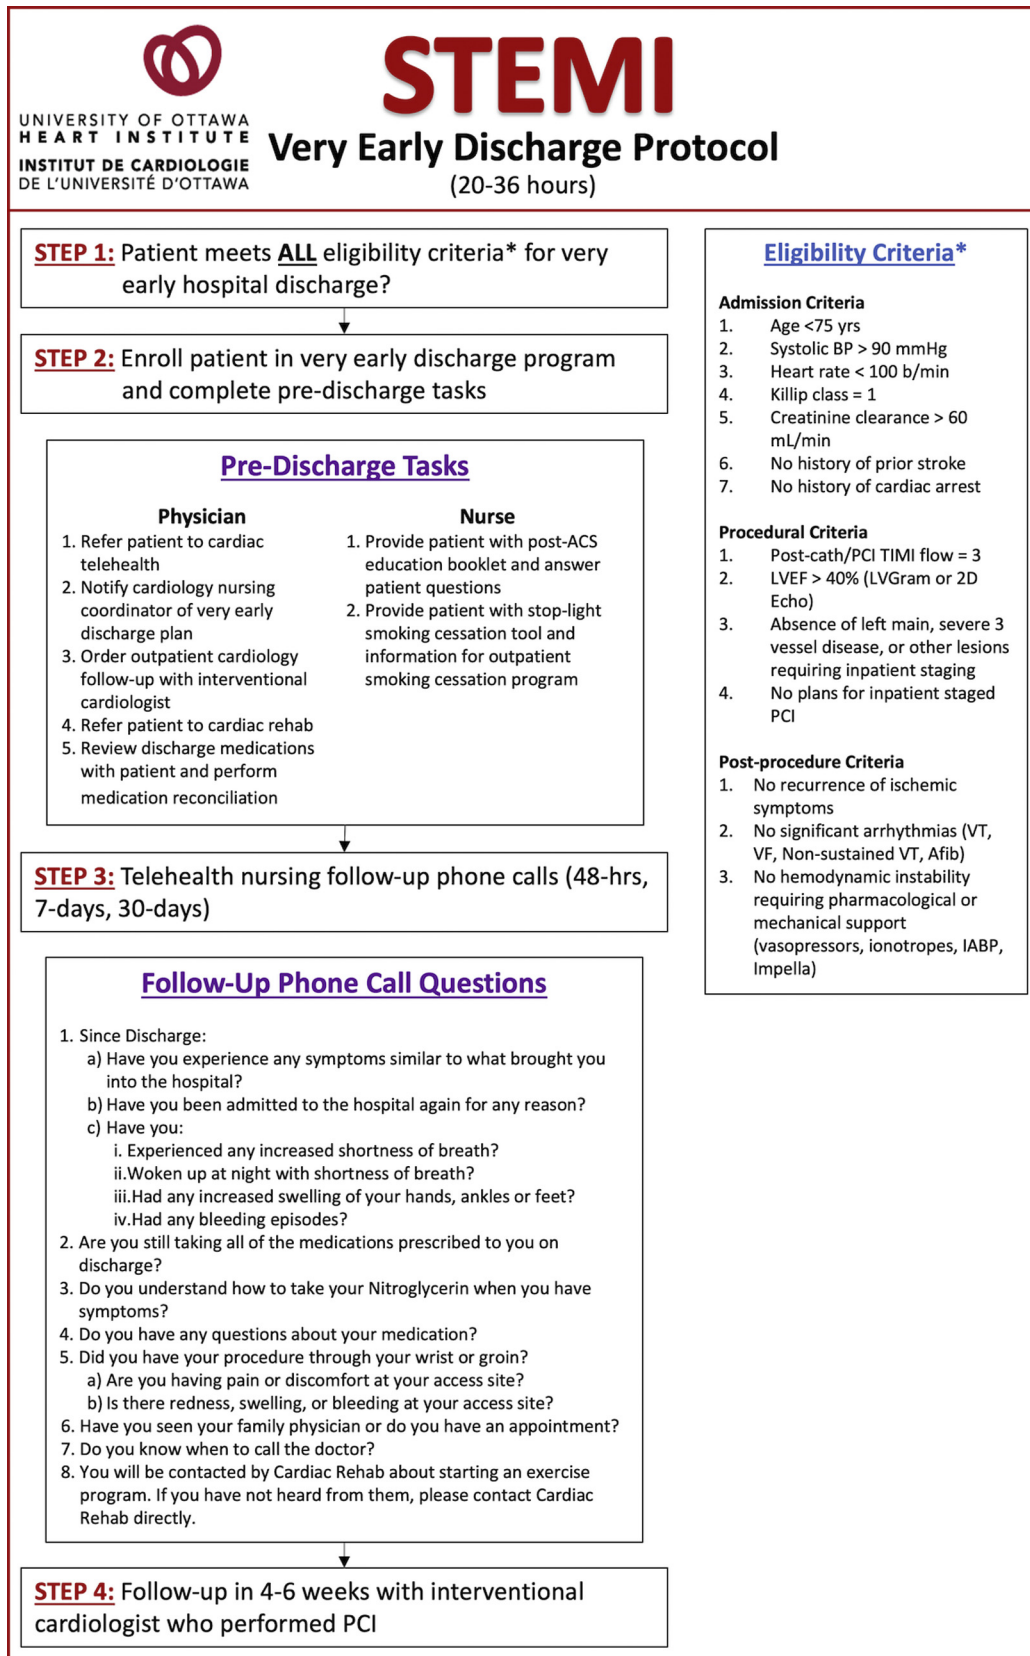 UNIVERSITY OF OTTAWA
HEART INSTITUTE
INSTITUT DE CARDIOLOGIE
DE L'UNIVERSITÉ D'OTTAWA
STEMI
Very Early Discharge Protocol
(20-36 hours)
STEP 1: Patient meets ALL eligibility criteria* for very
early hospital discharge?
STEP 2: Enroll patient in very early discharge program
and complete pre-discharge tasks
Pre-Discharge Tasks
Physician
1. Refer patient to cardiac
telehealth
2. Notify cardiology nursing
coordinator of very early
discharge plan
3. Order outpatient cardiology
follow-up with interventional
cardiologist
4. Refer patient to cardiac rehab
5. Review discharge medications
with patient and perform
medication reconciliation
Nurse
1. Provide patient with post-ACS
education booklet and answer
patient questions
2. Provide patient with stop-light
smoking cessation tool and
information for outpatient
smoking cessation program
STEP 3: Telehealth nursing follow-up phone calls (48-hrs,
7-days, 30-days)
Follow-Up Phone Call Questions
1. Since Discharge:
a) Have you experience any symptoms similar to what brought you
into the hospital?
b) Have you been admitted to the hospital again for any reason?
c) Have you:
i. Experienced any increased shortness of breath?
ii.Woken up at night with shortness of breath?
iii.Had any increased swelling of your hands, ankles or feet?
iv.Had any bleeding episodes?
2. Are you still taking all of the medications prescribed to you on
discharge?
3. Do you understand how to take your Nitroglycerin when you have
symptoms?
4. Do you have any questions about your medication?
5. Did you have your procedure through your wrist or groin?
a) Are you having pain or discomfort at your access site?
b) Is there redness, swelling, or bleeding at your access site?
6. Have you seen your family physician or do you have an appointment?
7. Do you know when to call the doctor?
8. You will be contacted by Cardiac Rehab about starting an exercise
program. If you have not heard from them, please contact Cardiac
Rehab directly.
STEP 4: Follow-up in 4-6 weeks with interventional
cardiologist who performed PCI
Eligibility Criteria*
Admission Criteria
1. Age <75 yrs
2. Systolic BP > 90 mmHg
3. Heart rate < 100 b/min
4. Killip class = 1
5. Creatinine clearance > 60
mL/min
6. No history of prior stroke
7. No history of cardiac arrest
Procedural Criteria
1. Post-cath/PCI TIMI flow = 3
2. LVEF > 40% (LVGram or 2D
Echo)
3. Absence of left main, severe 3
vessel disease, or other lesions
requiring inpatient staging
4. No plans for inpatient staged
PCI
Post-procedure Criteria
1. No recurrence of ischemic
symptoms
2. No significant arrhythmias (VT,
VF, Non-sustained VT, Afib)
3. No hemodynamic instability
requiring pharmacological or
mechanical support
(vasopressors, ionotropes, IABP,
Impella)